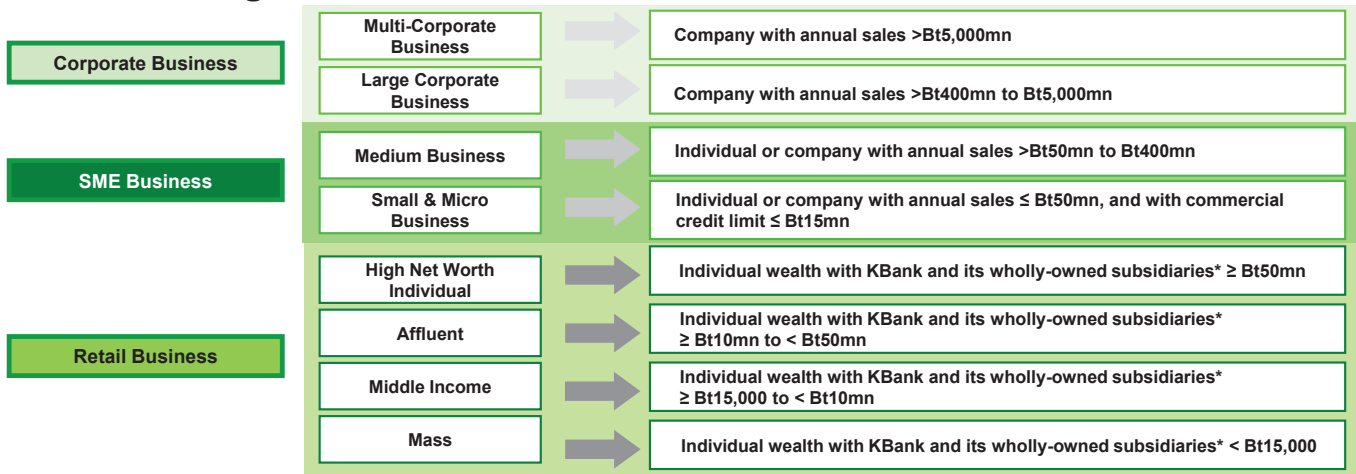 Corporate Business
Multi-Corporate
Business
Company with annual sales >Bt5,000mn
Large Corporate
Business
Company with annual sales >Bt400mn to Bt5,000mn
SME Business
Medium Business
Individual or company with annual sales >Bt50mn to Bt400mn
Small & Micro
Business
Individual or company with annual sales ≤ Bt50mn, and with commercial
credit limit ≤ Bt15mn
Retail Business
High Net Worth
Individual
Individual wealth with KBank and its wholly-owned subsidiaries* ≥ Bt50mn
Affluent
Individual wealth with KBank and its wholly-owned subsidiaries*
≥ Bt10mn to < Bt50mn
Middle Income
Individual wealth with KBank and its wholly-owned subsidiaries*
≥ Bt15,000 to < Bt10mn
Mass
Individual wealth with KBank and its wholly-owned subsidiaries* < Bt15,000